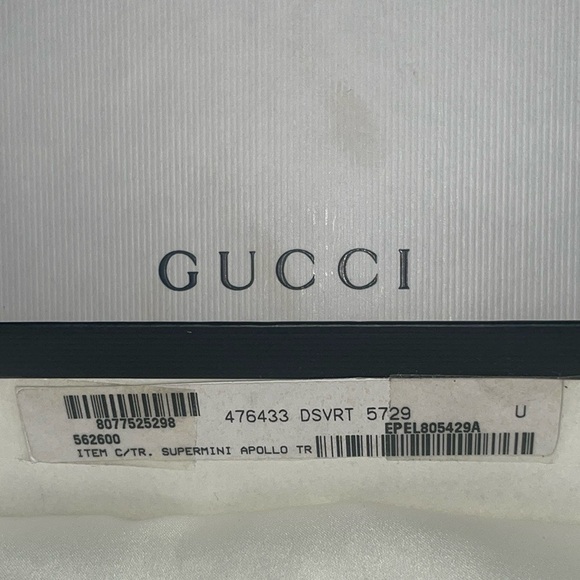 GUCCI
8077525298 476433 DSVRT 5729 U
562600 EPEL805429A
ITEM C/TR. SUPERMINI APOLLO TR